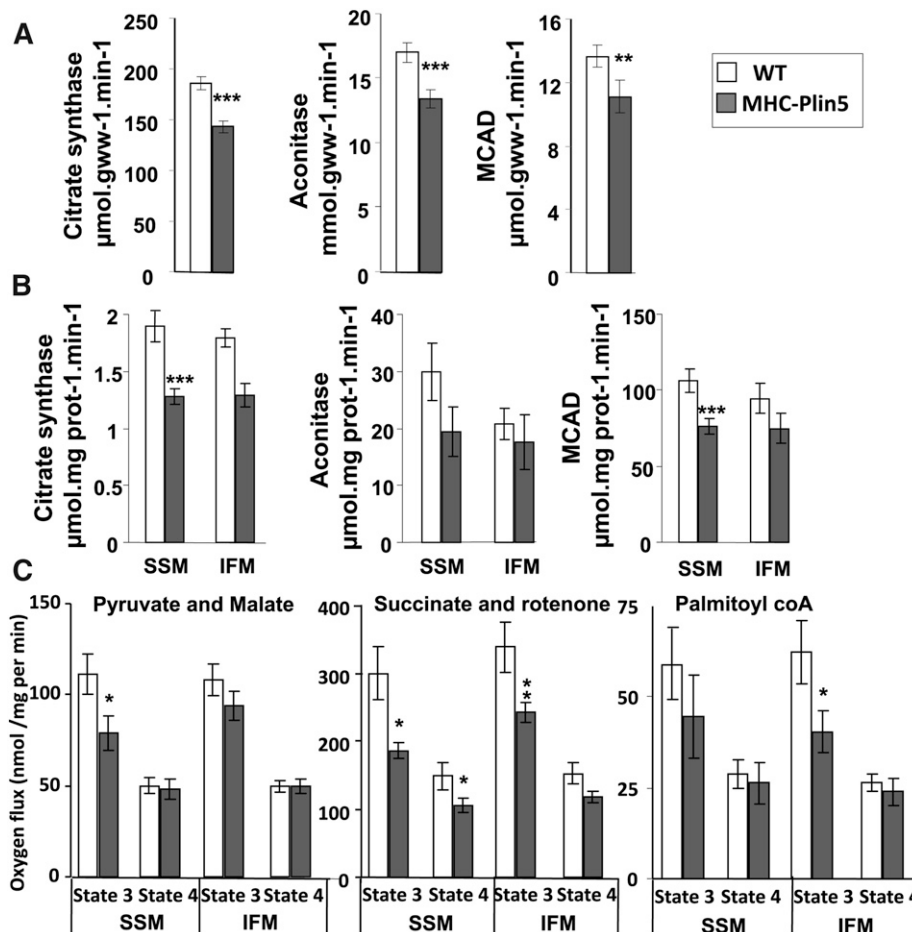 A
Citrate synthase
µmol.gww-1.min-1
250
200
150
100
50
0
***
Aconitase
mmol.gww-1.min-1
20
15
10
5
0
***
MCAD
µmol.gww-1.min-1
16
12
8
4
0
**
WT
MHC-Plin5
B
Citrate synthase
µmol.mg prot-1.min-1
2
1.5
1
0.5
0
***
SSM IFM
Aconitase
µmol.mg prot-1.min-1
40
30
20
10
0
SSM IFM
MCAD
µmol.mg prot-1.min-1
150
100
50
0
***
SSM IFM
C
Oxygen flux (nmol /mg per min)
Pyruvate and Malate
150
100
50
0
*
State 3 State 4 State 3 State 4
SSM IFM
Succinate and rotenone
400
300
200
100
0
*
*
*
*
State 3 State 4 State 3 State 4
SSM IFM
Palmitoyl coA
75
50
25
0
*
State 3 State 4 State 3 State 4
SSM IFM